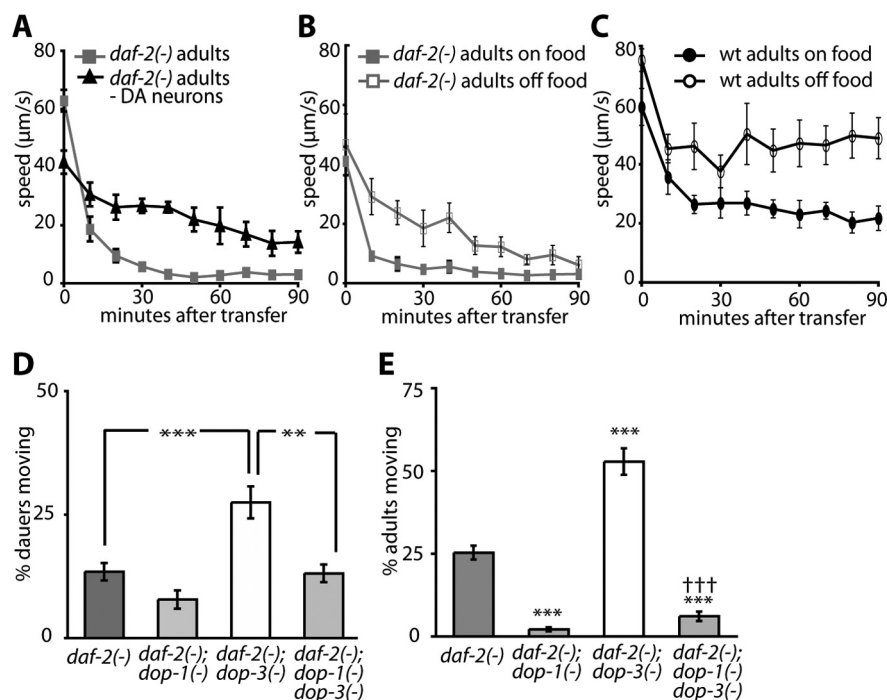 A
daf-2(-) adults
daf-2(-) adults
- DA neurons
80
60
40
20
0
speed (μm/s)
0
30
60
90
minutes after transfer
B
daf-2(-) adults on food
daf-2(-) adults off food
80
60
40
20
0
speed (μm/s)
0
30
60
90
minutes after transfer
C
wt adults on food
wt adults off food
80
60
40
20
0
speed (μm/s)
0
30
60
90
minutes after transfer
D
50
25
0
% dauers moving
***
**
daf-2(-)
daf-2(-);
dop-1(-)
daf-2(-);
dop-3(-)
daf-2(-);
dop-1(-)
dop-3(-)
E
75
50
25
0
% adults moving
***
***
†††
***
daf-2(-)
daf-2(-);
dop-1(-)
daf-2(-);
dop-3(-)
daf-2(-);
dop-1(-)
dop-3(-)